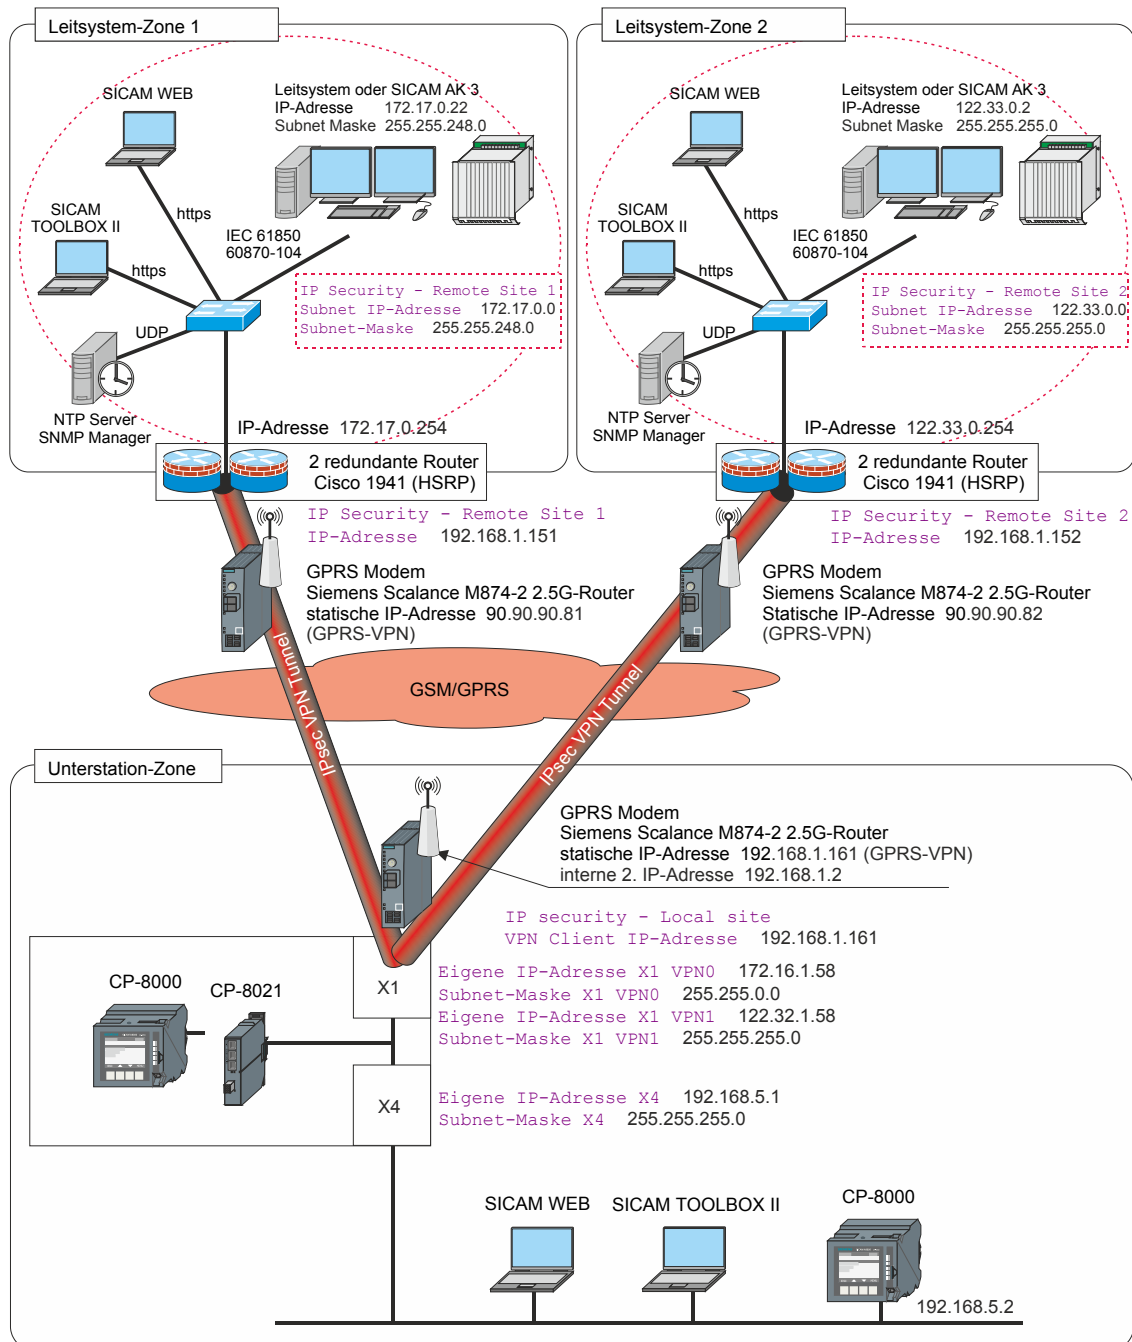 Leitsystem-Zone 1
SICAM WEB
Leitsystem oder SICAM AK 3
IP-Adresse 172.17.0.22
Subnet Maske 255.255.248.0
SICAM
TOOLBOX II
https
https
IEC 61850
60870-104
UDP
IP Security - Remote Site 1
Subnet IP-Adresse 172.17.0.0
Subnet-Maske 255.255.248.0
NTP Server
SNMP Manager
IP-Adresse 172.17.0.254
2 redundante Router
Cisco 1941 (HSRP)
Leitsystem-Zone 2
SICAM WEB
Leitsystem oder SICAM AK 3
IP-Adresse 122.33.0.2
Subnet Maske 255.255.255.0
SICAM
TOOLBOX II
https
https
IEC 61850
60870-104
UDP
IP Security - Remote Site 2
Subnet IP-Adresse 122.33.0.0
Subnet-Maske 255.255.255.0
NTP Server
SNMP Manager
IP-Adresse 122.33.0.254
2 redundante Router
Cisco 1941 (HSRP)
IP Security - Remote Site 1
IP-Adresse 192.168.1.151
GPRS Modem
Siemens Scalance M874-2 2.5G-Router
statische IP-Adresse 90.90.90.81
(GPRS-VPN)
IP Security - Remote Site 2
IP-Adresse 192.168.1.152
GPRS Modem
Siemens Scalance M874-2 2.5G-Router
Statische IP-Adresse 90.90.90.82
(GPRS-VPN)
IPsec VPN Tunnel
GSM/GPRS
IPsec VPN Tunnel
Unterstation-Zone
GPRS Modem
Siemens Scalance M874-2 2.5G-Router
statische IP-Adresse 192.168.1.161 (GPRS-VPN)
interne 2. IP-Adresse 192.168.1.2
IP security - Local site
VPN Client IP-Adresse 192.168.1.161
CP-8000
CP-8021
X1
Eigene IP-Adresse X1 VPN0 172.16.1.58
Subnet-Maske X1 VPN0 255.255.0.0
Eigene IP-Adresse X1 VPN1 122.32.1.58
Subnet-Maske X1 VPN1 255.255.255.0
X4
Eigene IP-Adresse X4 192.168.5.1
Subnet-Maske X4 255.255.255.0
SICAM WEB
SICAM TOOLBOX II
CP-8000
192.168.5.2